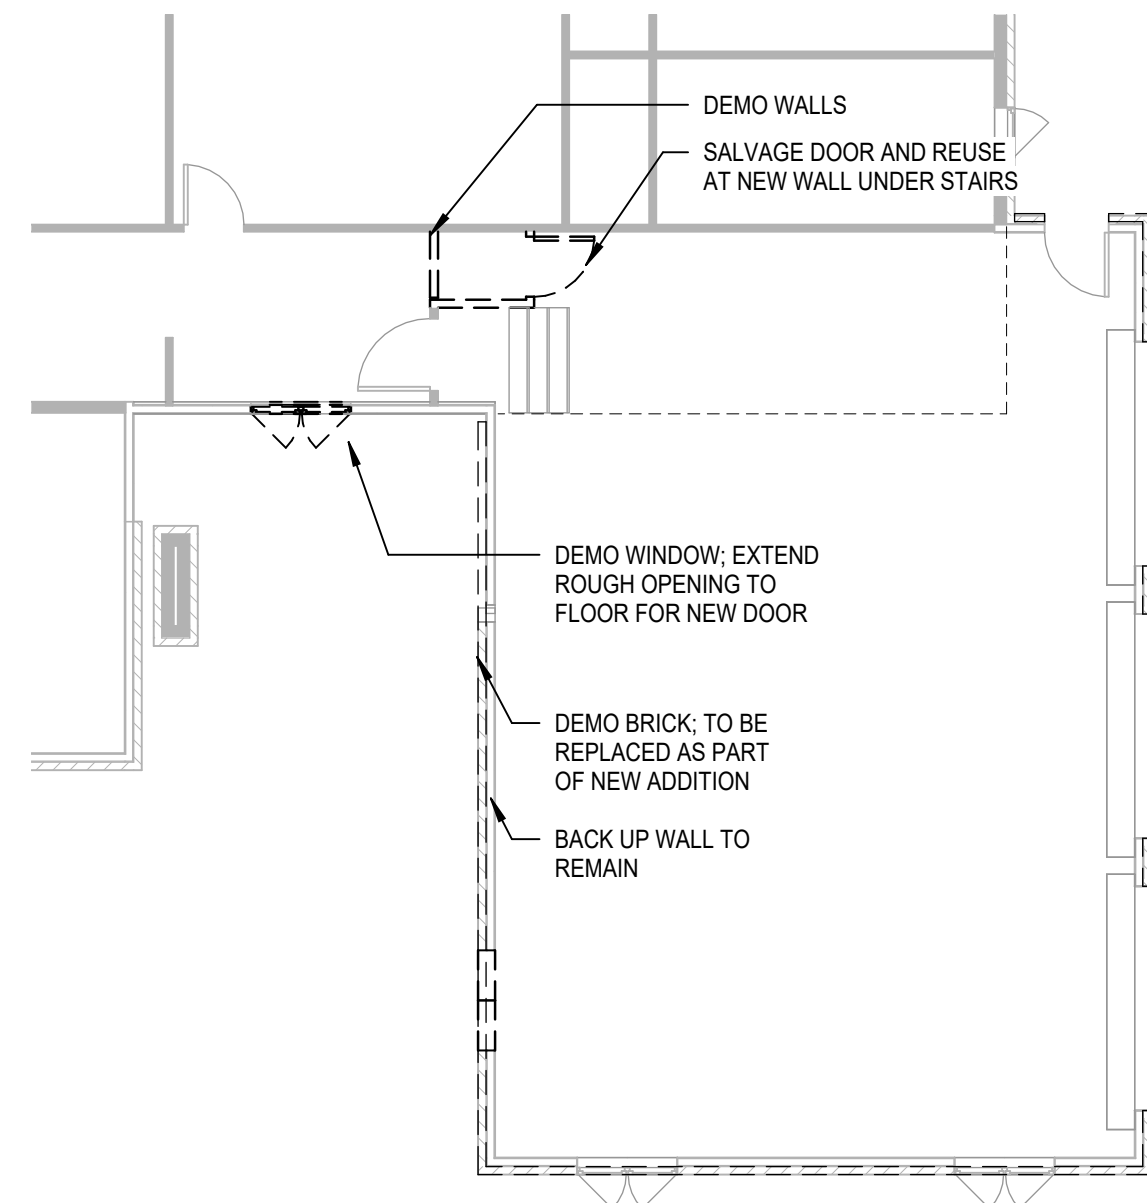 DEMO WALLS
SALVAGE DOOR AND REUSE
AT NEW WALL UNDER STAIRS
DEMO WINDOW; EXTEND
ROUGH OPENING TO
FLOOR FOR NEW DOOR
DEMO BRICK; TO BE
REPLACED AS PART
OF NEW ADDITION
BACK UP WALL TO
REMAIN